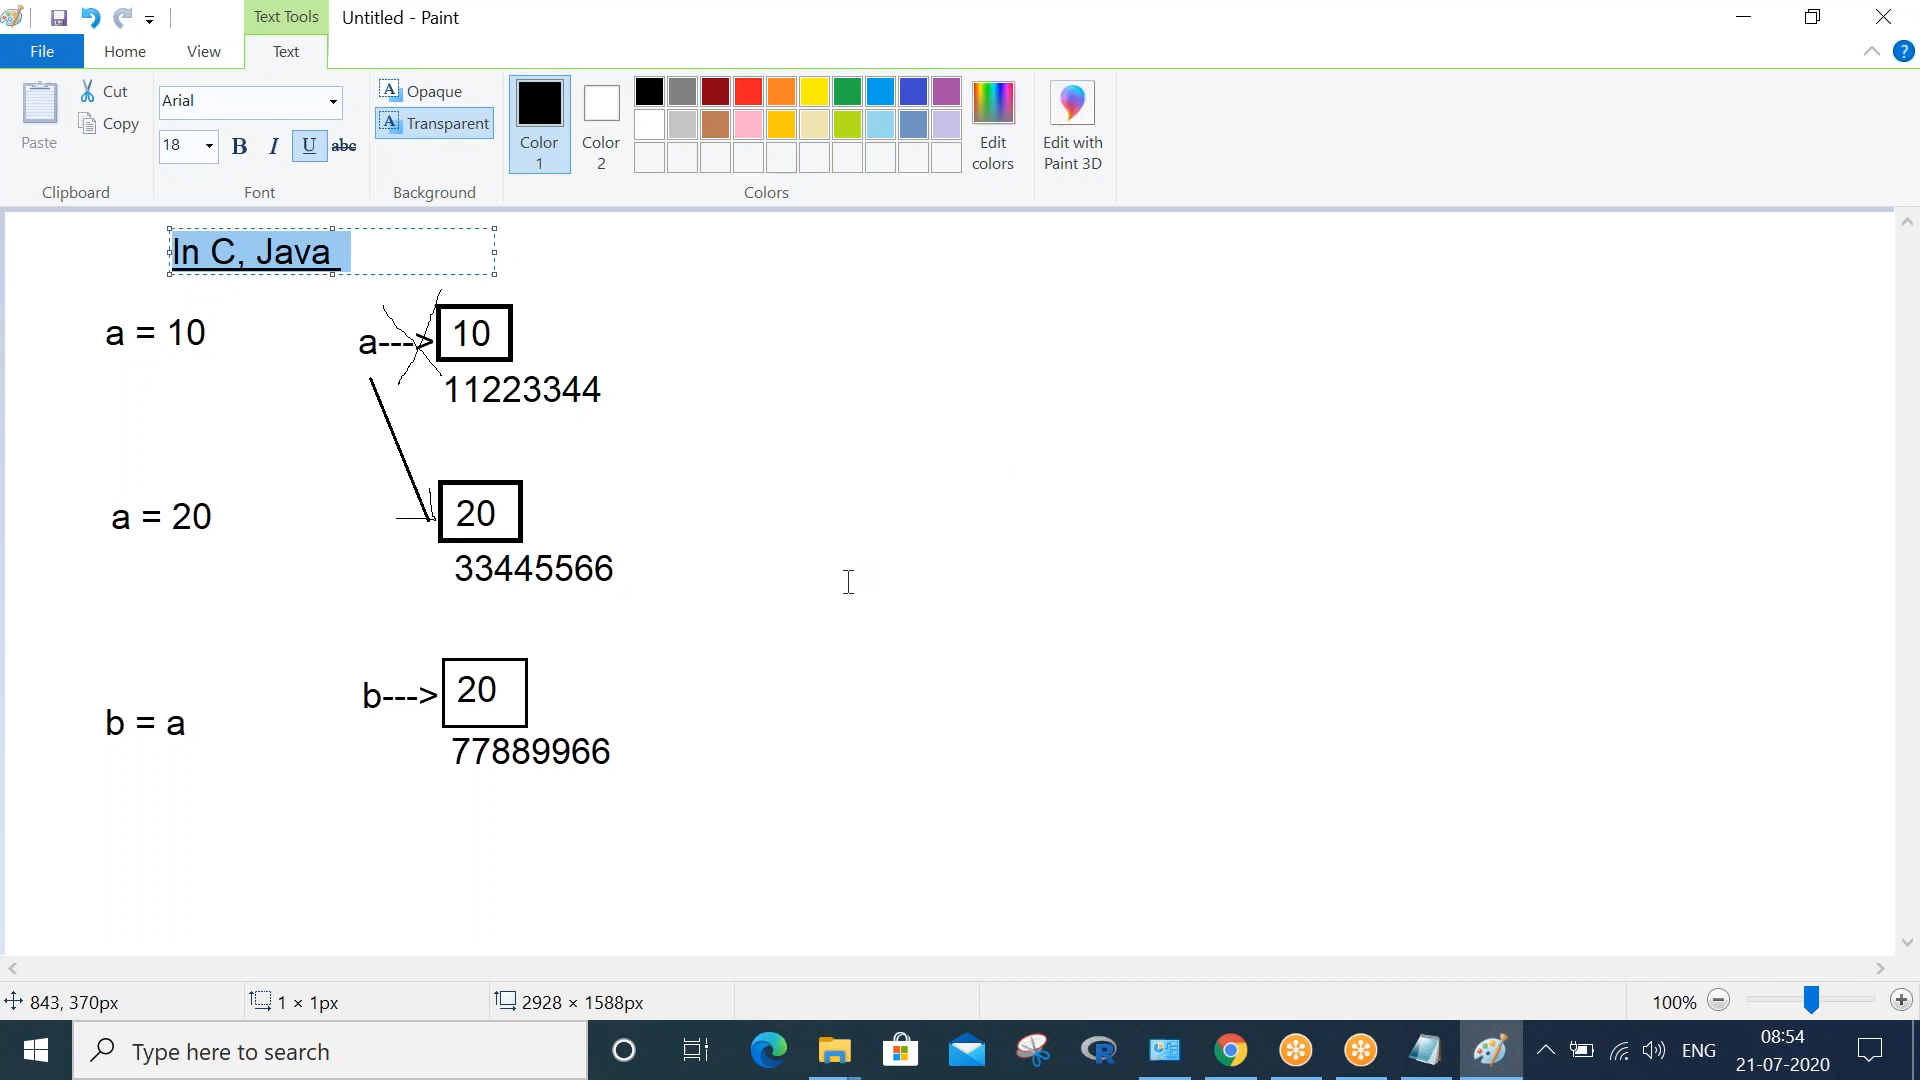 Text Tools
Untitled - Paint
File
Home
View
Text
?
Paste
Cut
Copy
Clipboard
Arial
18
B
I
U
abc
Font
A Opaque
A Transparent
Background
Color 1
Color 2
Colors
Edit colors
Edit with Paint 3D
In C, Java
a = 10
a--->
10
11223344
a = 20
20
33445566
b = a
b--->
20
77889966
843, 370px
1 × 1px
2928 × 1588px
100%
Type here to search
R
ENG
08:54
21-07-2020